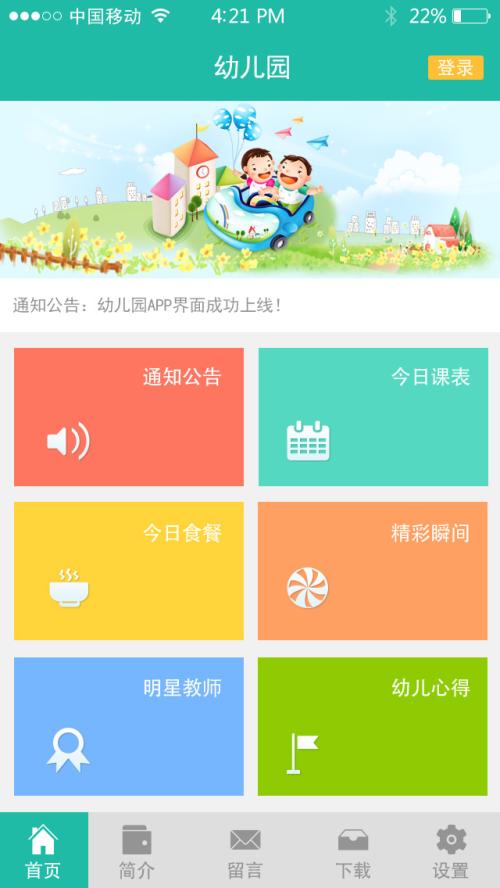 中国移动 4:21 PM 22%
幼儿园 登录
通知公告：幼儿园APP界面成功上线！
通知公告 今日课表
今日食餐 精彩瞬间
明星教师 幼儿心得
首页 简介 留言 下载 设置